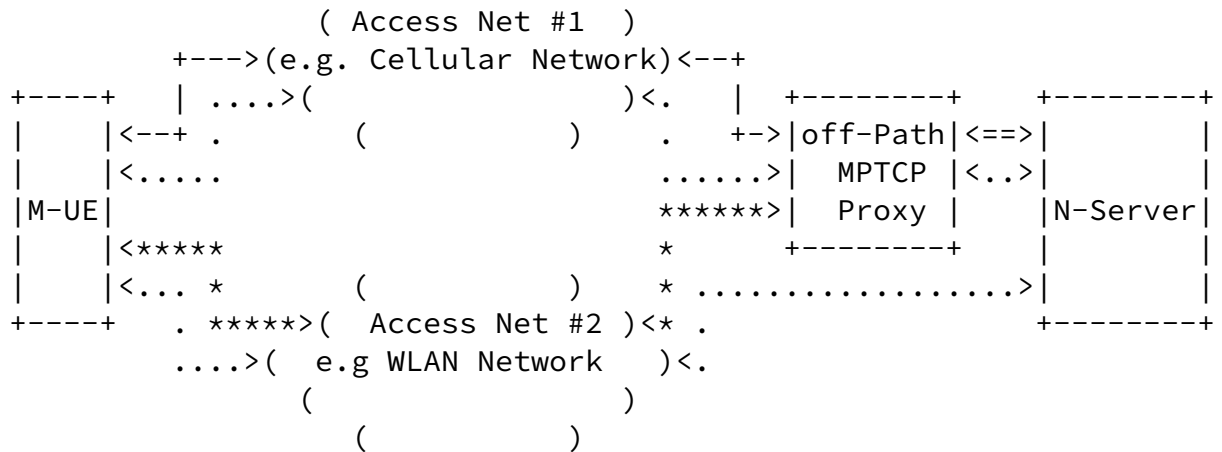 ( Access Net #1  )
         +--->(e.g. Cellular Network)<--+
+----+   | ....>(                 )<.   |  +--------+    +--------+
|    |<--+ .       (           )    .   +->|off-Path|<==>|        |
|    |<.....                        ......>|  MPTCP |<..>|        |
|M-UE|                              ******>|  Proxy |    |N-Server|
|    |<*****                        *      +--------+    |        |
|    |<... *       (           )    * ..................>|        |
+----+   . *****>(  Access Net #2 )<* .                  +--------+
         ....>(  e.g WLAN Network   )<.
                (                 )
                   (           )